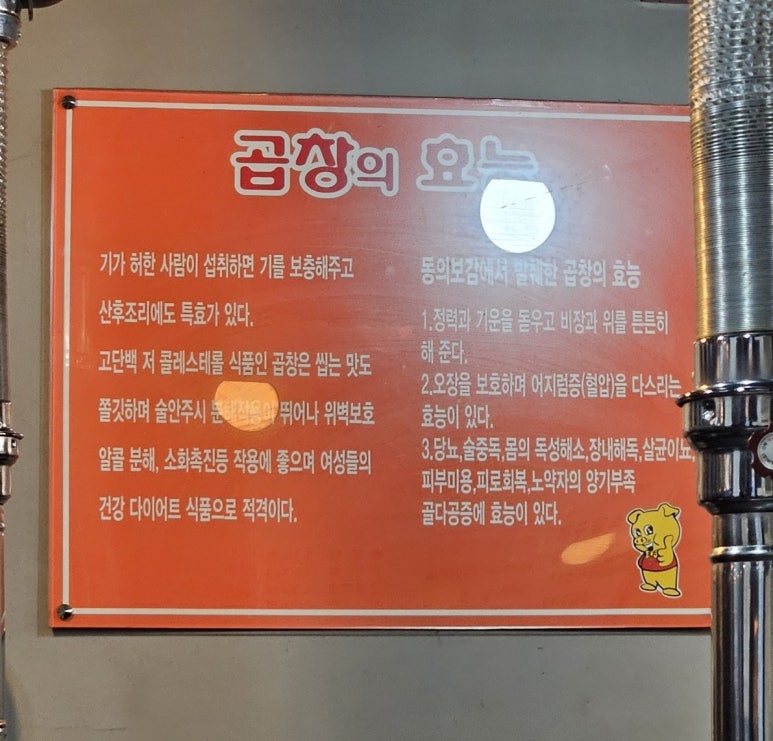 곱창의 효능
기가 허한 사람이 섭취하면 기를 보충해주고
산후조리에도 특효가 있다.
고단백 저 콜레스테롤 식품인 곱창은 씹는 맛도
쫄깃하며 술안주시 분해작용이 뛰어나 위벽보호
알콜 분해, 소화촉진등 작용에 좋으며 여성들의
건강 다이어트 식품으로 적격이다.
동의보감에서 발췌한 곱창의 효능
1.정력과 기운을 돋우고 비장과 위를 튼튼히
해 준다.
2.오장을 보호하며 어지럼증(혈압)을 다스리는
효능이 있다.
3.당뇨,술중독,몸의 독성해소,장내해독,살균이뇨,
피부미용,피로회복,노약자의 양기부족
골다공증에 효능이 있다.